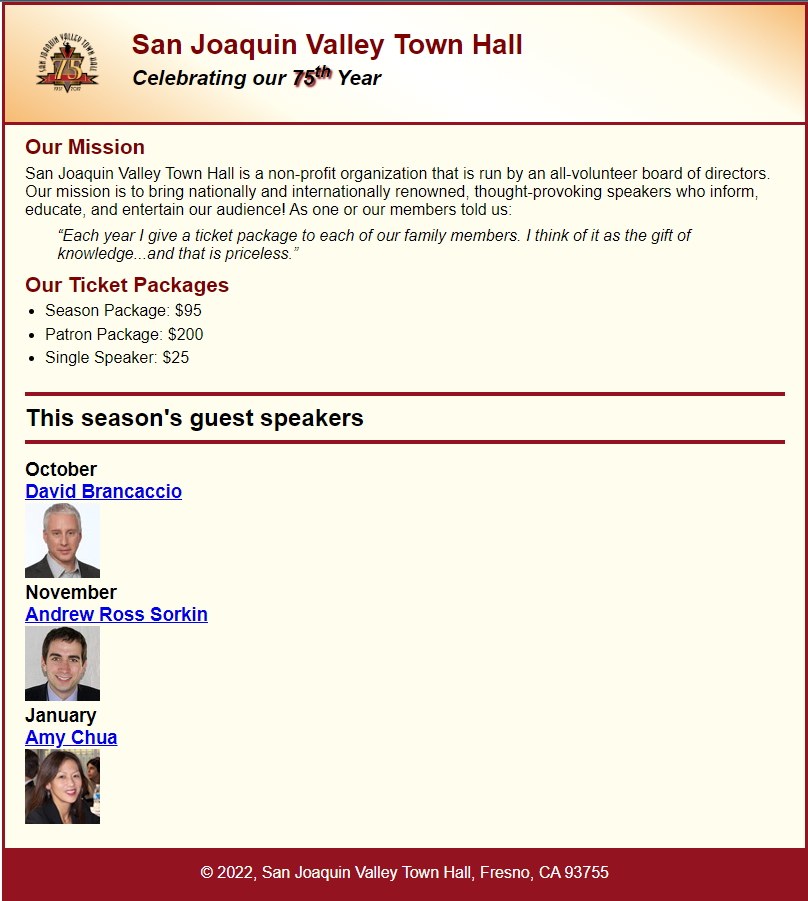 SAN JOAQUIN VALLEY TOWN HALL
75
San Joaquin Valley Town Hall
Celebrating our 75th Year
Our Mission
San Joaquin Valley Town Hall is a non-profit organization that is run by an all-volunteer board of directors.
Our mission is to bring nationally and internationally renowned, thought-provoking speakers who inform,
educate, and entertain our audience! As one or our members told us:
“Each year I give a ticket package to each of our family members. I think of it as the gift of
knowledge...and that is priceless.”
Our Ticket Packages
• Season Package: $95
• Patron Package: $200
• Single Speaker: $25
This season's guest speakers
October
David Brancaccio
November
Andrew Ross Sorkin
January
Amy Chua
© 2022, San Joaquin Valley Town Hall, Fresno, CA 93755